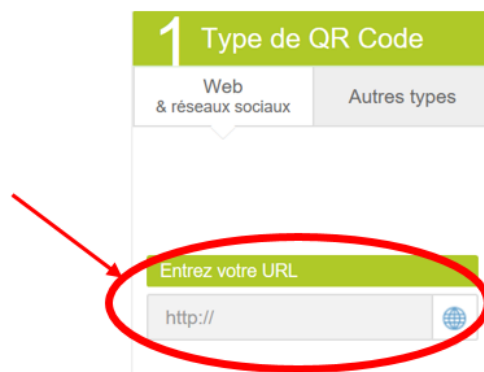 1 Type de QR Code
Web
& réseaux sociaux
Autres types
Entrez votre URL
http://